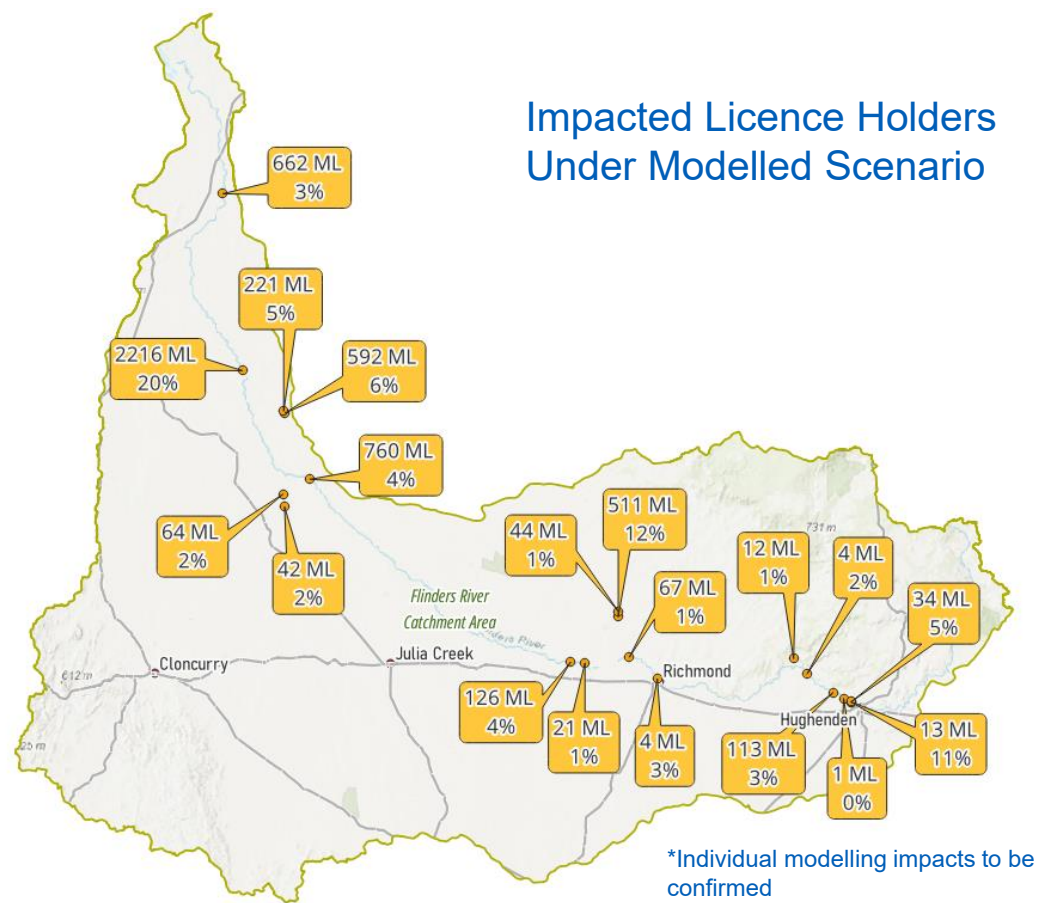 Impacted Licence Holders
Under Modelled Scenario
662 ML
3%
221 ML
5%
2216 ML
20%
592 ML
6%
760 ML
4%
64 ML
2%
42 ML
2%
44 ML
1%
511 ML
12%
67 ML
1%
731 m
12 ML
1%
4 ML
2%
34 ML
5%
Flinders River
Catchment Area
River
Cloncurry
Julia Creek
Richmond
612 m
Hughenden
126 ML
4%
21 ML
1%
4 ML
3%
113 ML
3%
1 ML
0%
13 ML
11%
*Individual modelling impacts to be
confirmed